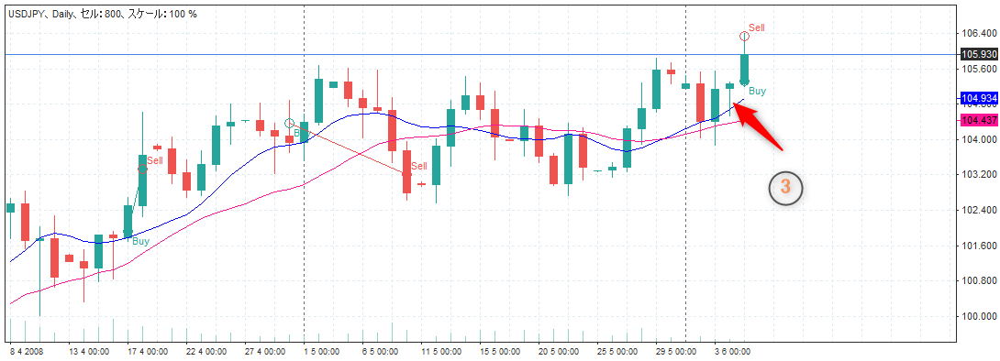 USDJPY、Daily、セル: 800、スケール: 100 %
Sell
106.400
105.930
105.600
Buy
104.934
104.800
104.437
Buy
104.000
Sell
Sell
103.200
3
102.400
Buy
101.600
100.800
100.000
8 4 2008
13 4 00:00
17 4 00:00
22 4 00:00
27 4 00:00
1 5 00:00
6 5 00:00
11 5 00:00
15 5 00:00
20 5 00:00
25 5 00:00
29 5 00:00
3 6 00:00